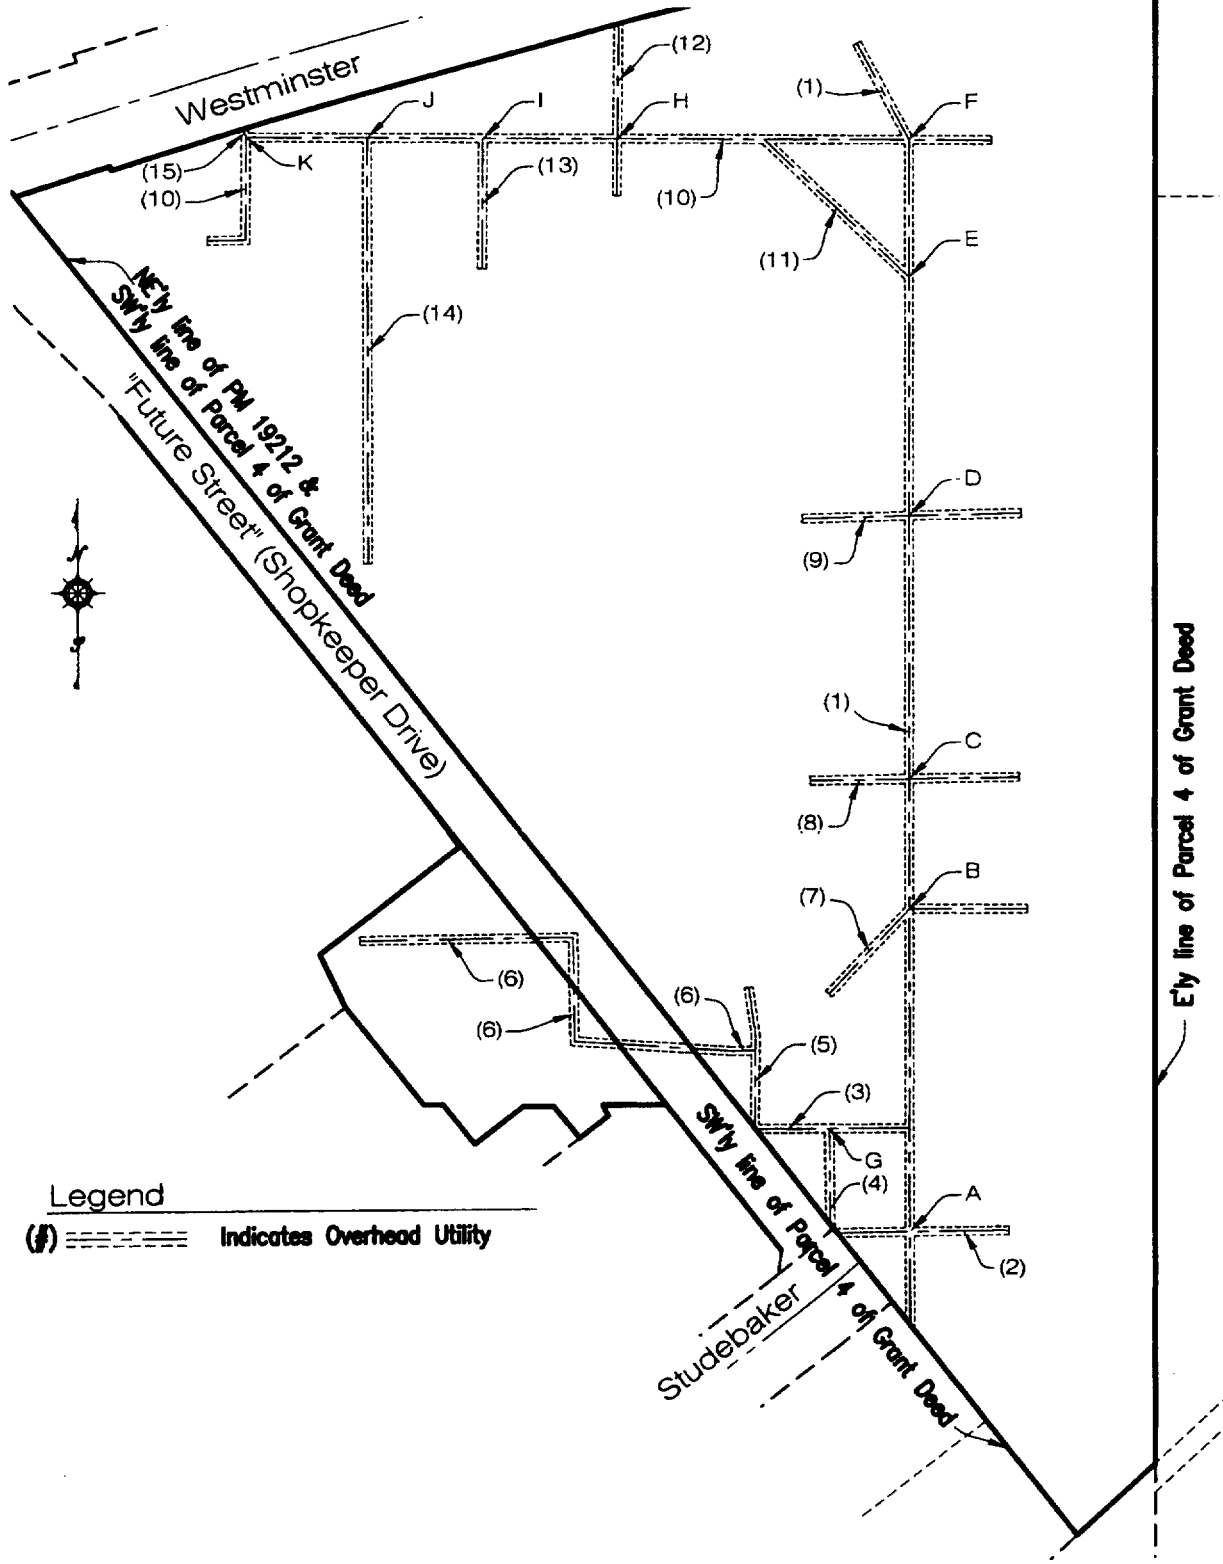 Westminster
(12)
J
I
H
(1)
F
(15)
K
(10)
(13)
(10)
(11)
E
(14)
NE'ly line of PM 19212 &
SW'ly line of Parcel 4 of Grant Deed
"Future Street" (Shopkeeper Drive)
N
S
D
(9)
(1)
C
(8)
B
(7)
(6)
(6)
(6)
(5)
(3)
G
(4)
A
(2)
E'ly line of Parcel 4 of Grant Deed
SW'ly line of Parcel 4 of Grant Deed
Studebaker
Legend
(#) Indicates Overhead Utility